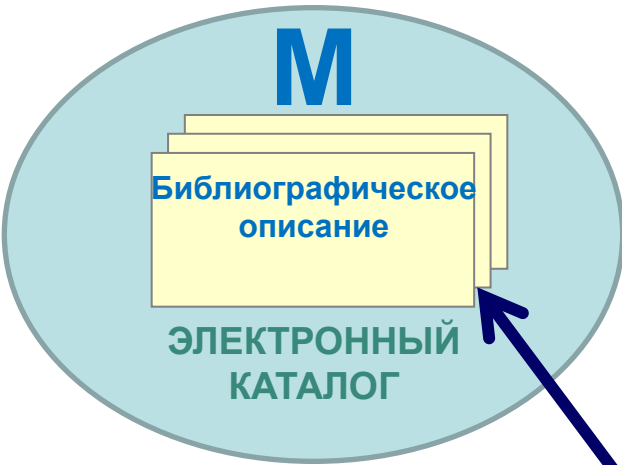 М
Библиографическое
описание
ЭЛЕКТРОННЫЙ
КАТАЛОГ